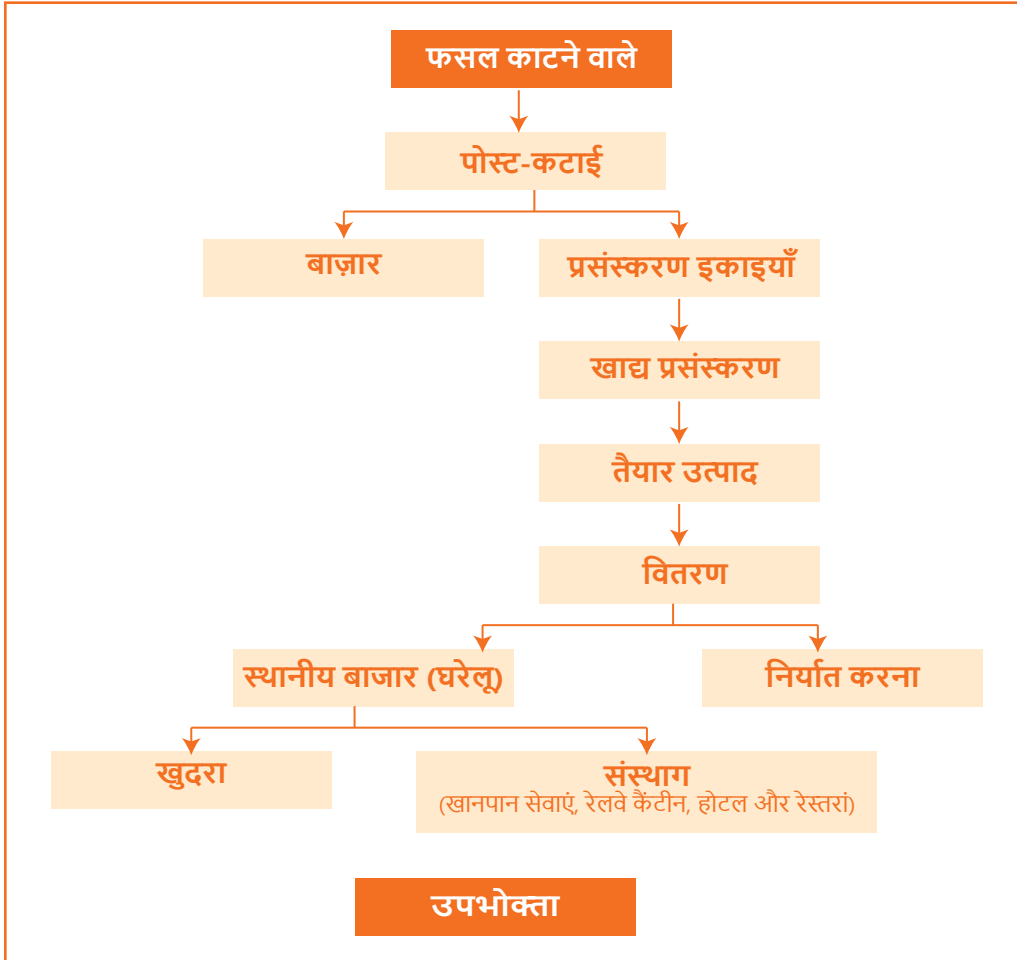 फसल काटने वाले
पोस्ट-कटाई
बाज़ार
प्रसंस्करण इकाइयाँ
खाद्य प्रसंस्करण
तैयार उत्पाद
वितरण
स्थानीय बाजार (घरेलू)
निर्यात करना
खुदरा
संस्थाग
(खानपान सेवाएं, रेलवे कैंटीन, होटल और रेस्तरां)
उपभोक्ता